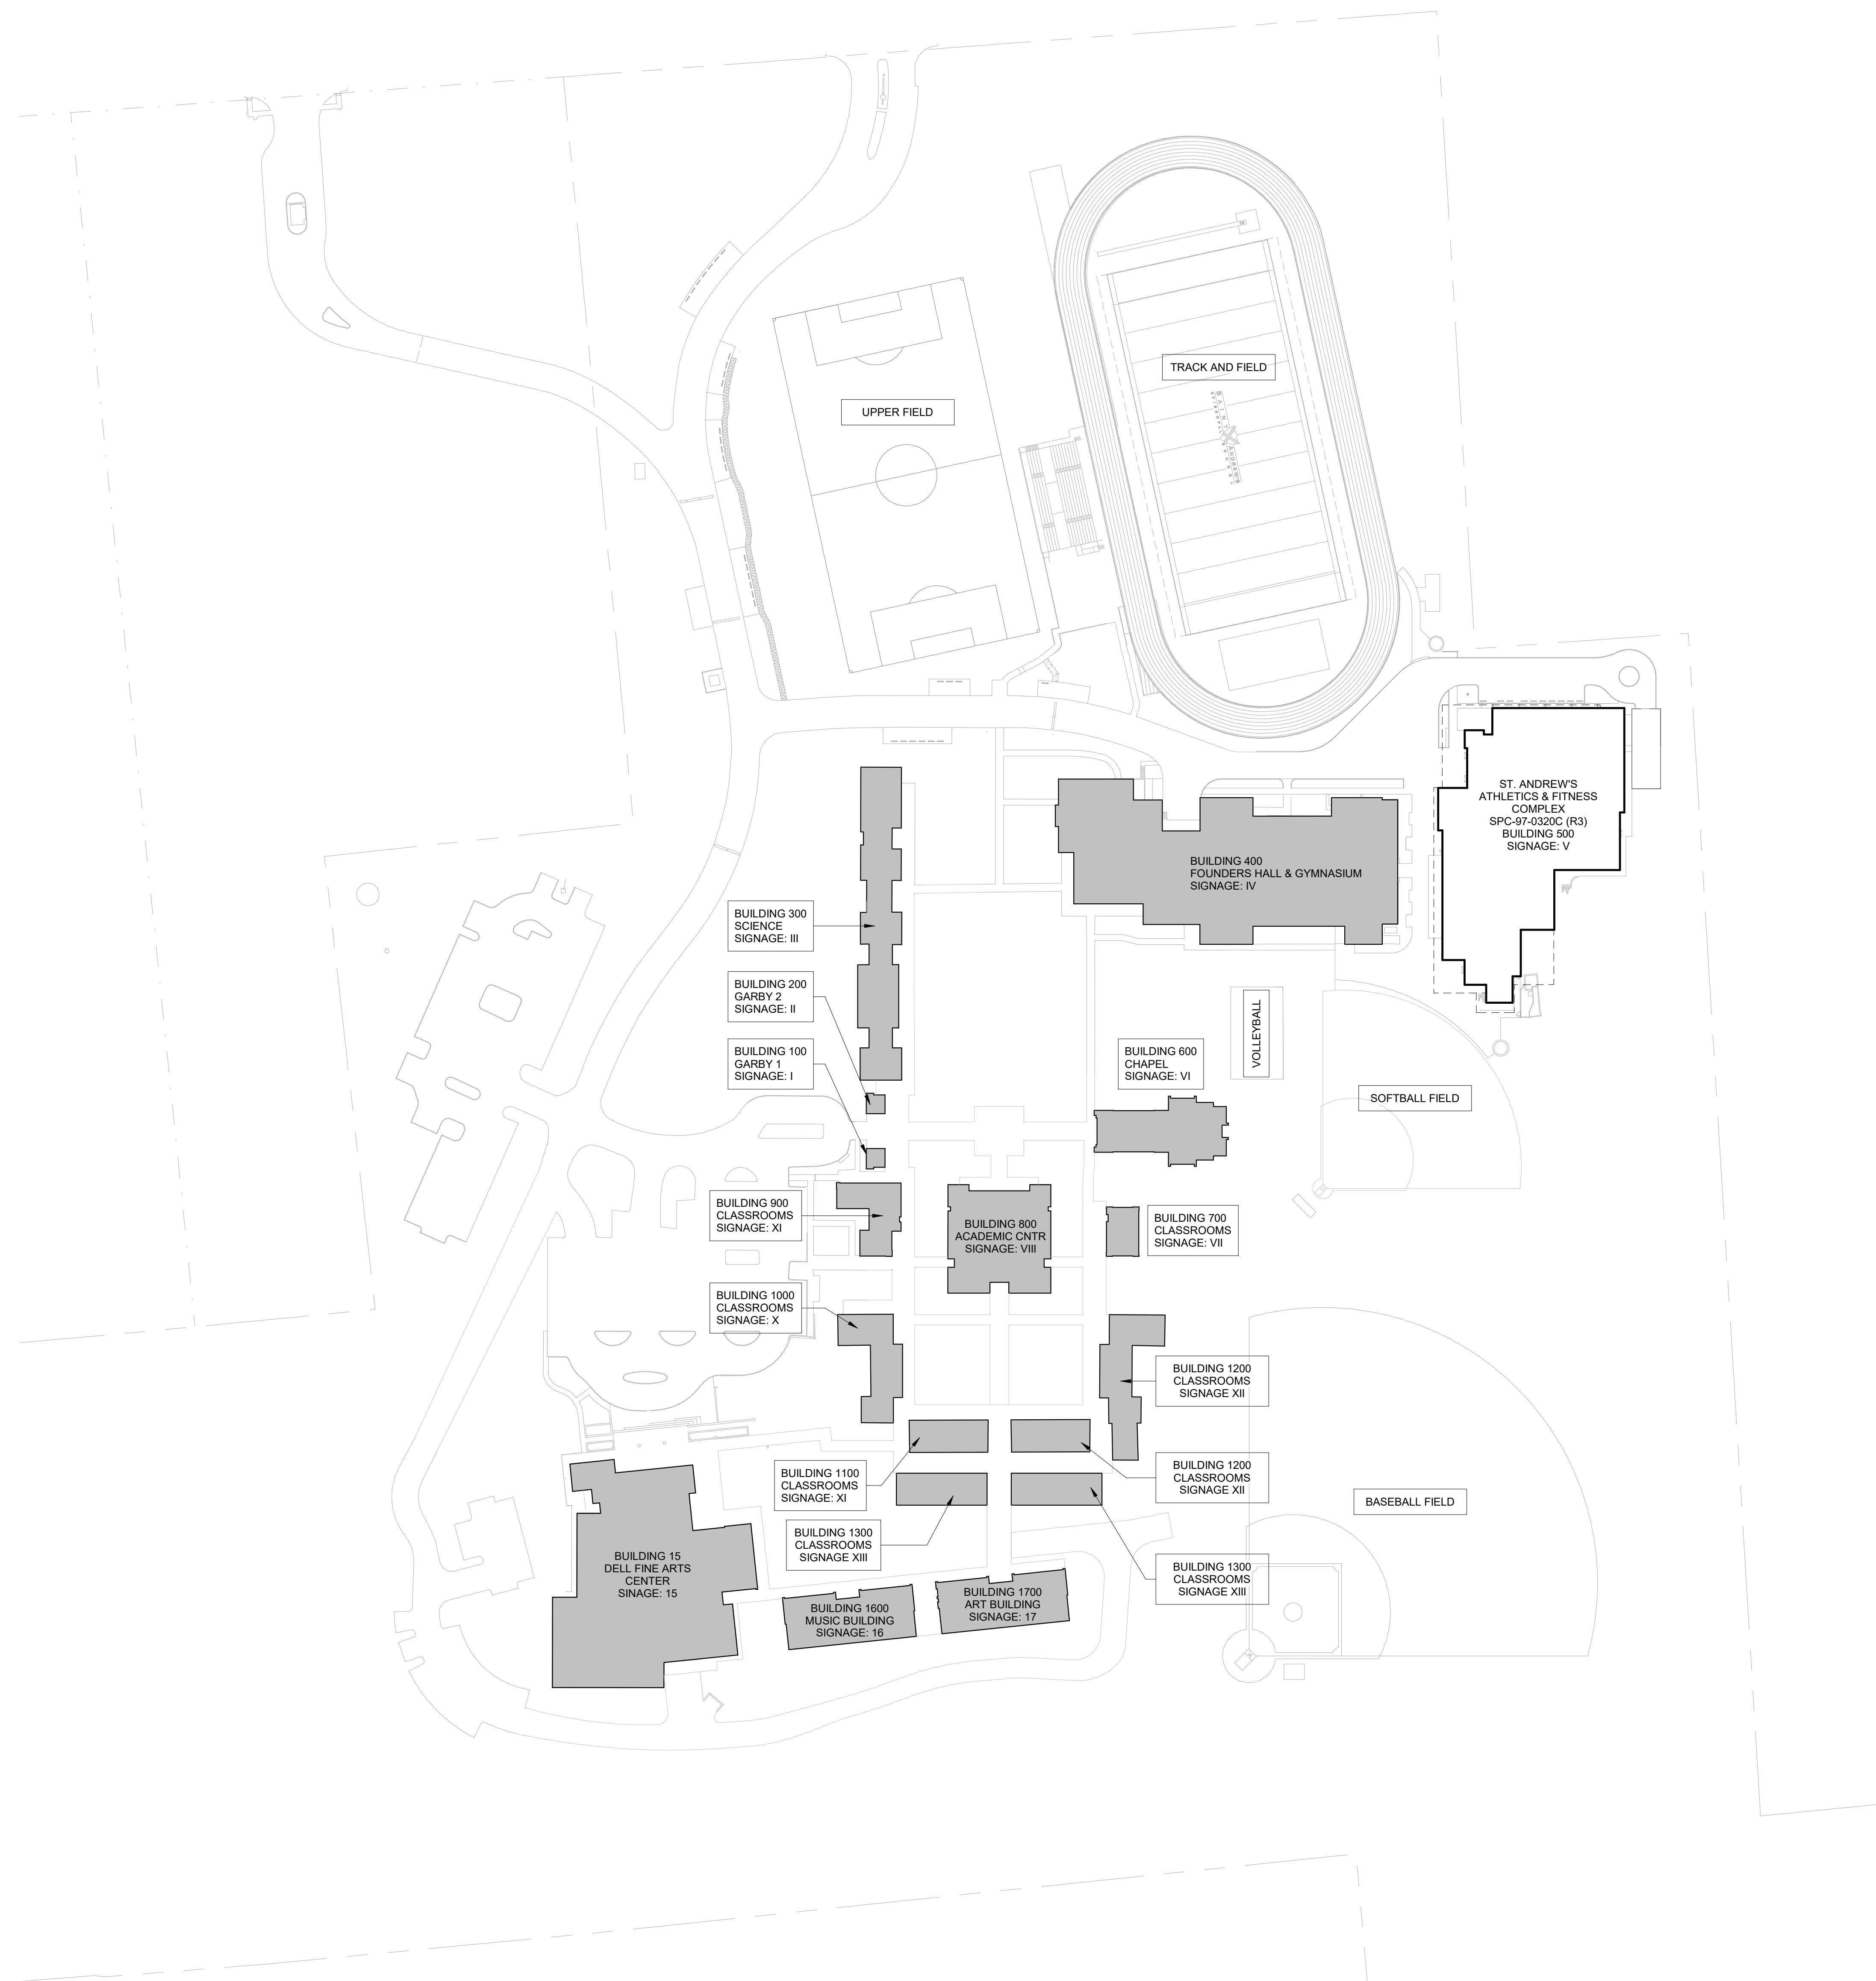 TRACK AND FIELD
UPPER FIELD
ST. ANDREW'S
ATHLETICS & FITNESS
COMPLEX
SPC-97-0320C (R3)
BUILDING 500
SIGNAGE: V
BUILDING 400
FOUNDERS HALL & GYMNASIUM
SIGNAGE: IV
BUILDING 300
SCIENCE
SIGNAGE: III
BUILDING 200
GARBY 2
SIGNAGE: II
BUILDING 100
GARBY 1
SIGNAGE: I
BUILDING 600
CHAPEL
SIGNAGE: VI
VOLLEYBALL
SOFTBALL FIELD
BUILDING 900
CLASSROOMS
SIGNAGE: XI
BUILDING 800
ACADEMIC CNTR
SIGNAGE: VIII
BUILDING 700
CLASSROOMS
SIGNAGE: VII
BUILDING 1000
CLASSROOMS
SIGNAGE: X
BUILDING 1200
CLASSROOMS
SIGNAGE XII
BUILDING 1100
CLASSROOMS
SIGNAGE: XI
BUILDING 1200
CLASSROOMS
SIGNAGE XII
BASEBALL FIELD
BUILDING 1300
CLASSROOMS
SIGNAGE XIII
BUILDING 1300
CLASSROOMS
SIGNAGE XIII
BUILDING 15
DELL FINE ARTS
CENTER
SINAGE: 15
BUILDING 1600
MUSIC BUILDING
SIGNAGE: 16
BUILDING 1700
ART BUILDING
SIGNAGE: 17